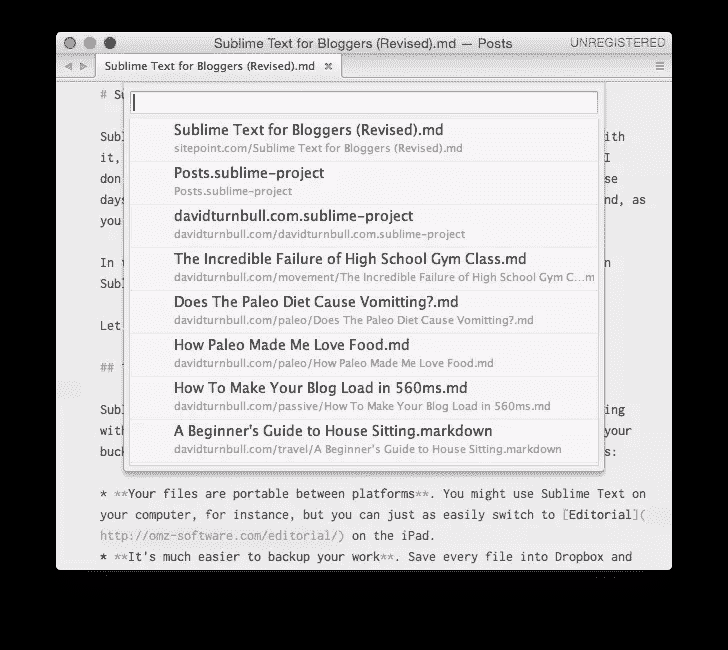 Sublime Text for Bloggers (Revised).md — Posts
UNREGISTERED
Sublime Text for Bloggers (Revised).md
# Su
Subl
ith
it,
I
don
se
days
nd, as
you
In
n
Subl
Let
##
Subl
ing
with
your
buck
s:
Sublime Text for Bloggers (Revised).md
sitepoint.com/Sublime Text for Bloggers (Revised).md
Posts.sublime-project
Posts.sublime-project
davidturnbull.com.sublime-project
davidturnbull.com/davidturnbull.com.sublime-project
The Incredible Failure of High School Gym Class.md
davidturnbull.com/movement/The Incredible Failure of High School Gym C...m
Does The Paleo Diet Cause Vomitting?.md
davidturnbull.com/paleo/Does The Paleo Diet Cause Vomitting?.md
How Paleo Made Me Love Food.md
davidturnbull.com/paleo/How Paleo Made Me Love Food.md
How To Make Your Blog Load in 560ms.md
davidturnbull.com/passive/How To Make Your Blog Load in 560ms.md
A Beginner's Guide to House Sitting.markdown
davidturnbull.com/travel/A Beginner's Guide to House Sitting.markdown
* **Your files are portable between platforms**. You might use Sublime Text on
your computer, for instance, but you can just as easily switch to [Editorial](
http://omz-software.com/editorial/) on the iPad.
* **It's much easier to backup your work**. Save every file into Dropbox and